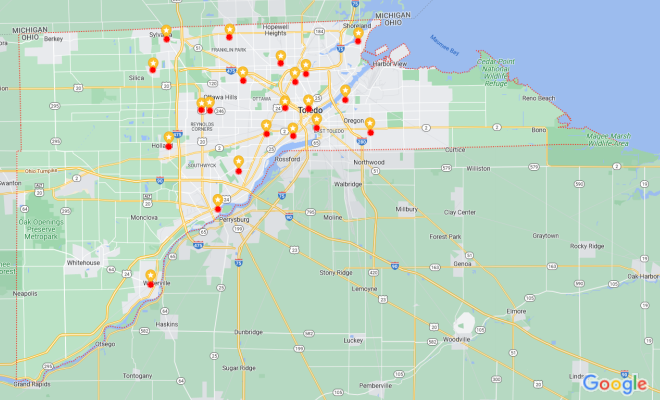 MICHIGAN
OHIO
MICHIGAN
OHIO
Berkey
Sylvania
Hopewell
Heights
Shoreland
FRANKLIN PARK
Maumee Bay
Harbor View
Silica
Cedar Point
National
Wildlife
Refuge
Ottawa Hills
OTTAWA
Toledo
Reno Beach
REYNOLDS
CORNERS
Oregon
EAST TOLEDO
Bono
Magee Marsh
Wildlife Area
Holland
Curtice
SOUTHWYCK
Rossford
Northwood
Williston
Swanton
Ohio Turnpike
Walbridge
Monclova
Perrysburg
Moline
Millbury
Clay Center
Oak Openings
Preserve
Metropark
Forest Park
Graytown
Rocky Ridge
Whitehouse
Genoa
Stony Ridge
Oak Harbor
Neapolis
Waterville
Lemoyne
Elmore
Haskins
Dunbridge
Luckey
Woodville
Otsego
Sugar Ridge
Tontogany
Grand Rapids
Pemberville
Google